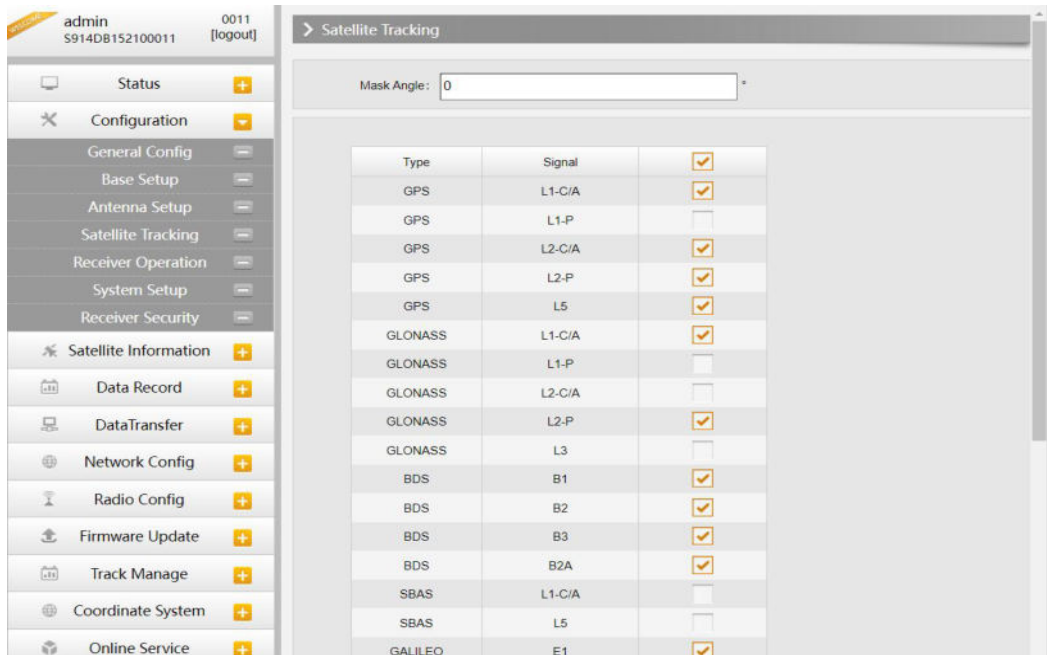 WELCOME
admin 0011
S914DB152100011 [logout]
Status
Configuration
General Config
Base Setup
Antenna Setup
Satellite Tracking
Receiver Operation
System Setup
Receiver Security
Satellite Information
Data Record
DataTransfer
Network Config
Radio Config
Firmware Update
Track Manage
Coordinate System
Online Service
Satellite Tracking
Mask Angle: 0 °
Type Signal
GPS L1-C/A
GPS L1-P
GPS L2-C/A
GPS L2-P
GPS L5
GLONASS L1-C/A
GLONASS L1-P
GLONASS L2-C/A
GLONASS L2-P
GLONASS L3
BDS B1
BDS B2
BDS B3
BDS B2A
SBAS L1-C/A
SBAS L5
GALILEO E1